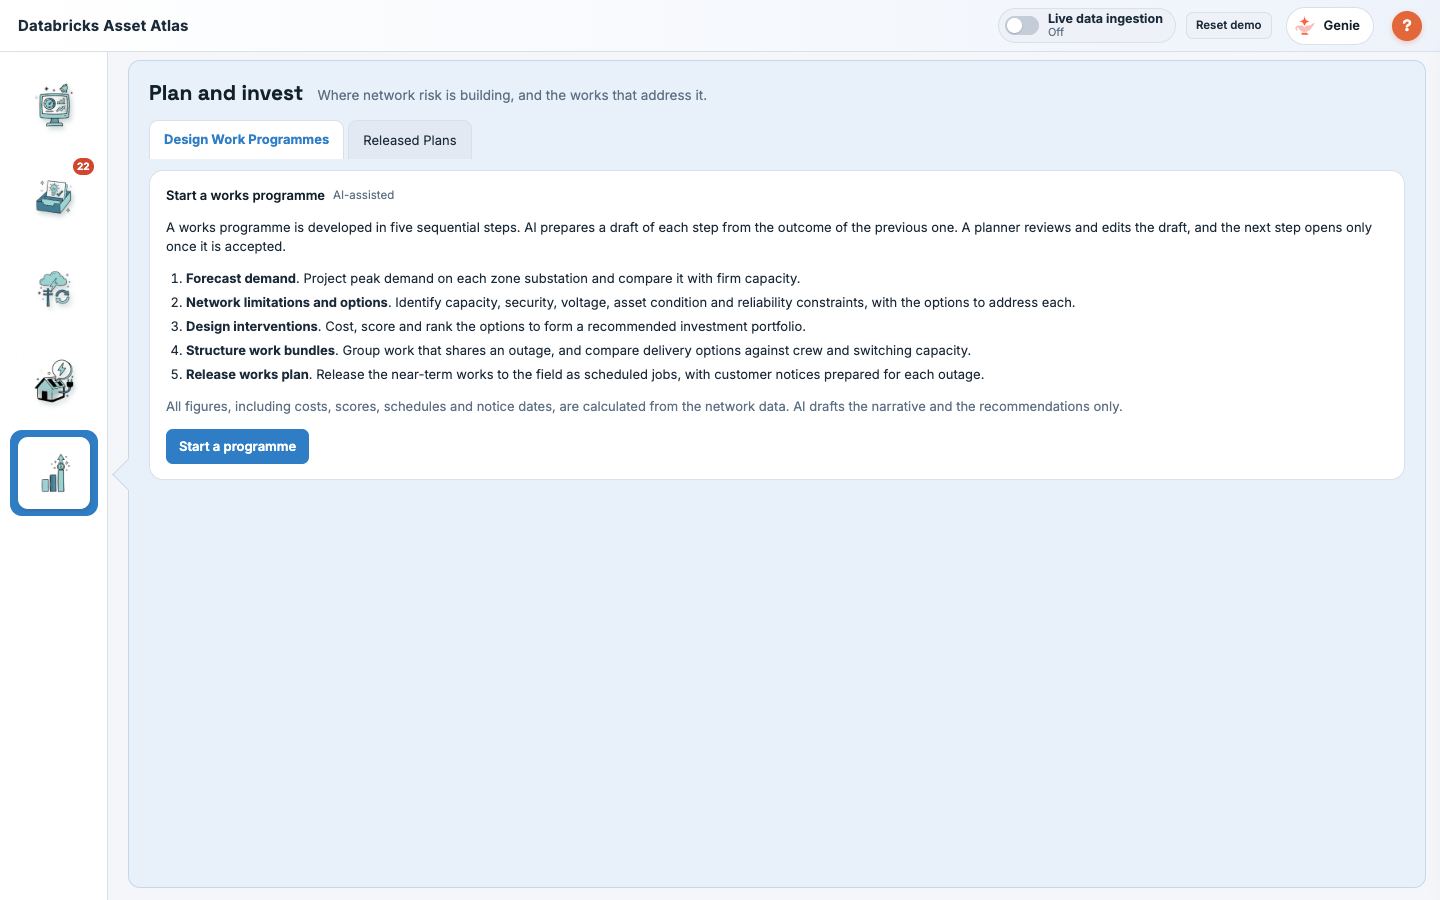 Databricks Asset Atlas
Live data ingestion
Off
Reset demo
Genie
?
22
Plan and invest
Where network risk is building, and the works that address it.
Design Work Programmes
Released Plans
Start a works programme AI-assisted
A works programme is developed in five sequential steps. AI prepares a draft of each step from the outcome of the previous one. A planner reviews and edits the draft, and the next step opens only
once it is accepted.
1. Forecast demand. Project peak demand on each zone substation and compare it with firm capacity.
2. Network limitations and options. Identify capacity, security, voltage, asset condition and reliability constraints, with the options to address each.
3. Design interventions. Cost, score and rank the options to form a recommended investment portfolio.
4. Structure work bundles. Group work that shares an outage, and compare delivery options against crew and switching capacity.
5. Release works plan. Release the near-term works to the field as scheduled jobs, with customer notices prepared for each outage.
All figures, including costs, scores, schedules and notice dates, are calculated from the network data. AI drafts the narrative and the recommendations only.
Start a programme